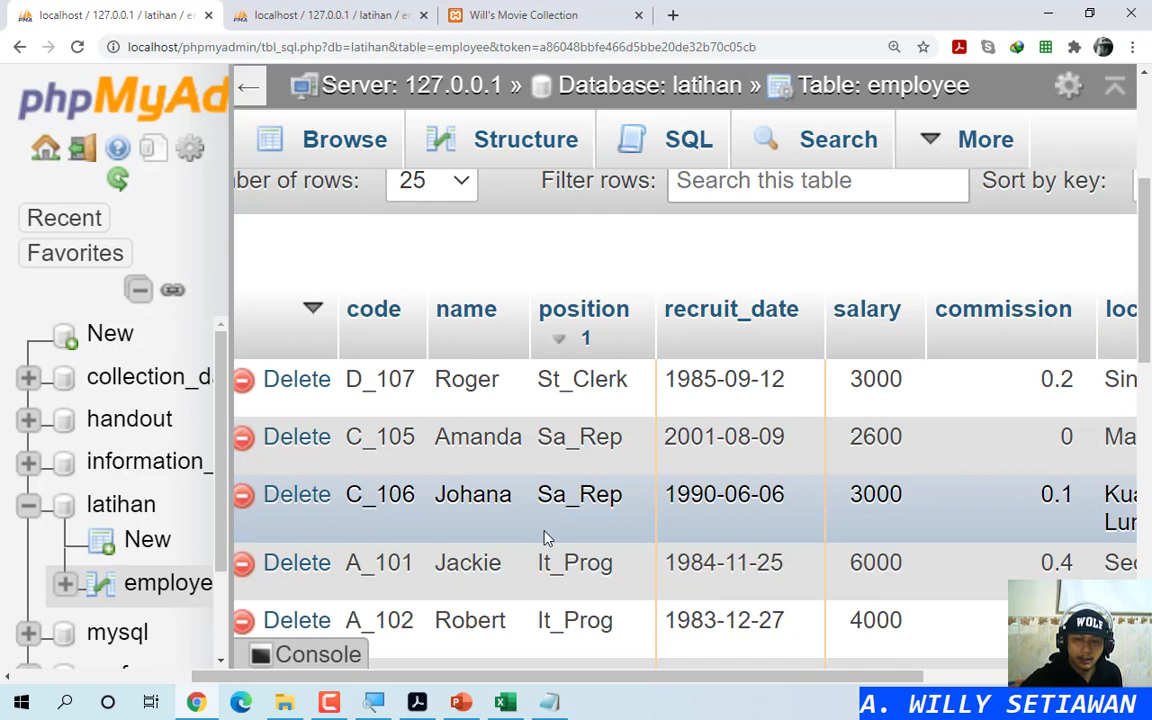 localhost / 127.0.0.1 / latihan / e
localhost / 127.0.0.1 / latihan / er
Will's Movie Collection
localhost/phpmyadmin/tbl_sql.php?db=latihan&table=employee&token=a86048bbfe466d5bbe20de32b70c05cb
phpMyAd
Server: 127.0.0.1 » Database: latihan » Table: employee
Browse Structure SQL Search More
ber of rows: 25 Filter rows: Search this table Sort by key:
Recent
Favorites
New
collection_d
handout
information_
latihan
New
employe
mysql
code name position 1 recruit_date salary commission loc
Delete D_107 Roger St_Clerk 1985-09-12 3000 0.2 Sin
Delete C_105 Amanda Sa_Rep 2001-08-09 2600 0 Ma
Delete C_106 Johana Sa_Rep 1990-06-06 3000 0.1 Kua
Lur
Delete A_101 Jackie It_Prog 1984-11-25 6000 0.4 Sec
Delete A_102 Robert It_Prog 1983-12-27 4000
Console
WOLF
A. WILLY SETIAWAN